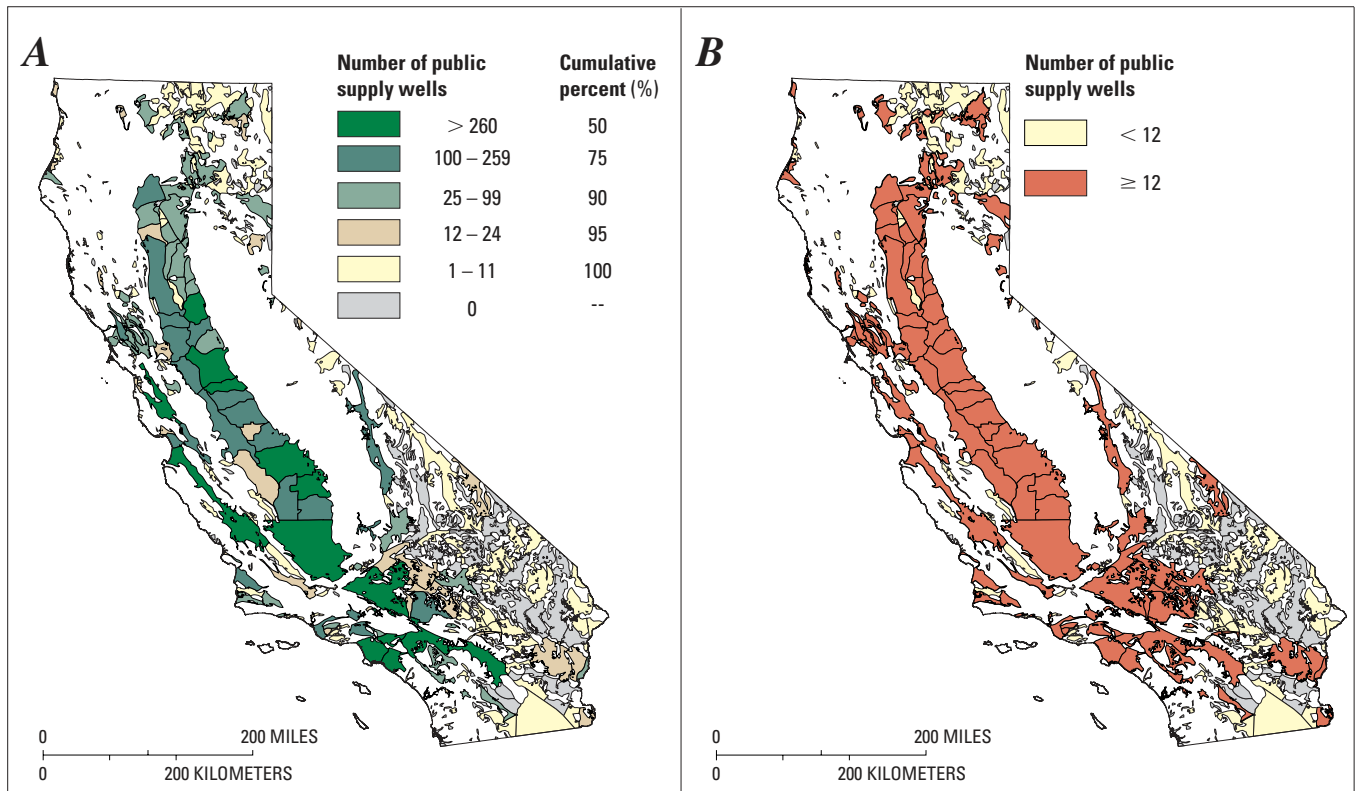 A
Number of public supply wells
Cumulative percent (%)
> 260 50
100 – 259 75
25 – 99 90
12 – 24 95
1 – 11 100
0 --
0 200 MILES
0 200 KILOMETERS
B
Number of public supply wells
< 12
≧ 12
0 200 MILES
0 200 KILOMETERS